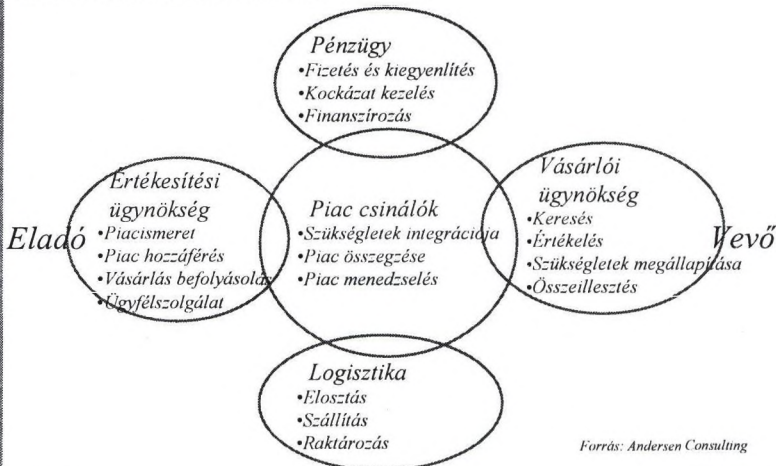 Pénzügy
•Fizetés és kiegyenlítés
•Kockázat kezelés
•Finanszírozás
Eladó
Értékesítési
ügynökség
•Piacismeret
•Piac hozzáférés
•Vásárlás befolyásolás
•Ügyfélszolgálat
Piac csinálók
•Szükségletek integrációja
•Piac összegzése
•Piac menedzselés
Vásárlói
ügynökség
•Keresés
•Értékelés
•Szükségletek megállapítása
•Összeillesztés
Vevő
Logisztika
•Elosztás
•Szállítás
•Raktározás
Forrás: Andersen Consulting